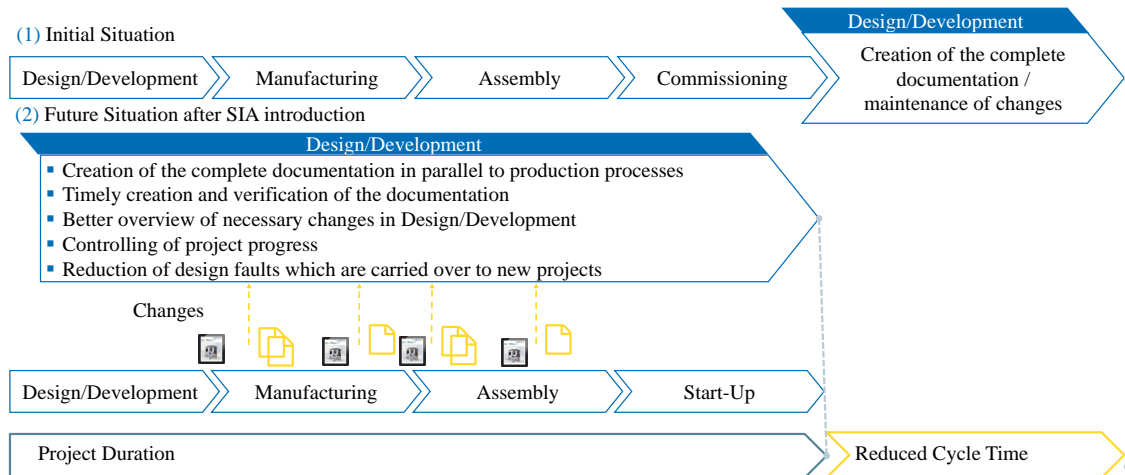 (1) Initial Situation
Design/Development
Manufacturing
Assembly
Commissioning
Design/Development
Creation of the complete
documentation /
maintenance of changes
(2) Future Situation after SIA introduction
Design/Development
▪ Creation of the complete documentation in parallel to production processes
▪ Timely creation and verification of the documentation
▪ Better overview of necessary changes in Design/Development
▪ Controlling of project progress
▪ Reduction of design faults which are carried over to new projects
Changes
Design/Development
Manufacturing
Assembly
Start-Up
Project Duration
Reduced Cycle Time